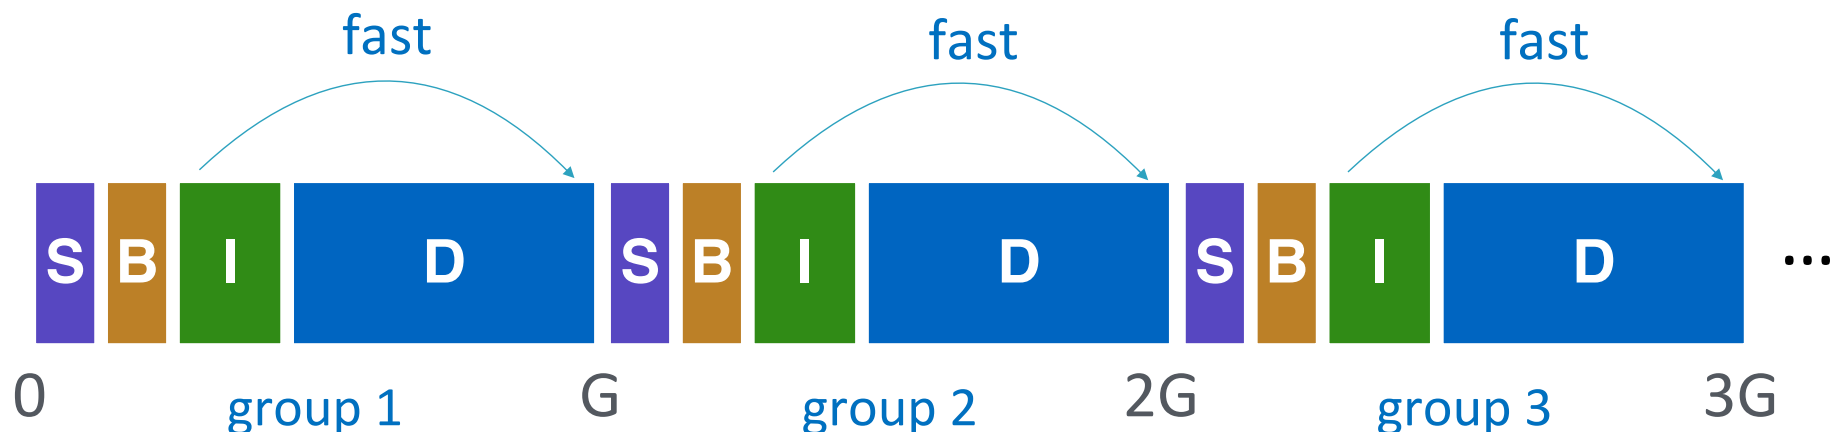 fast fast fast
S B I D S B I D S B I D ...
0 G 2G 3G
group 1 group 2 group 3